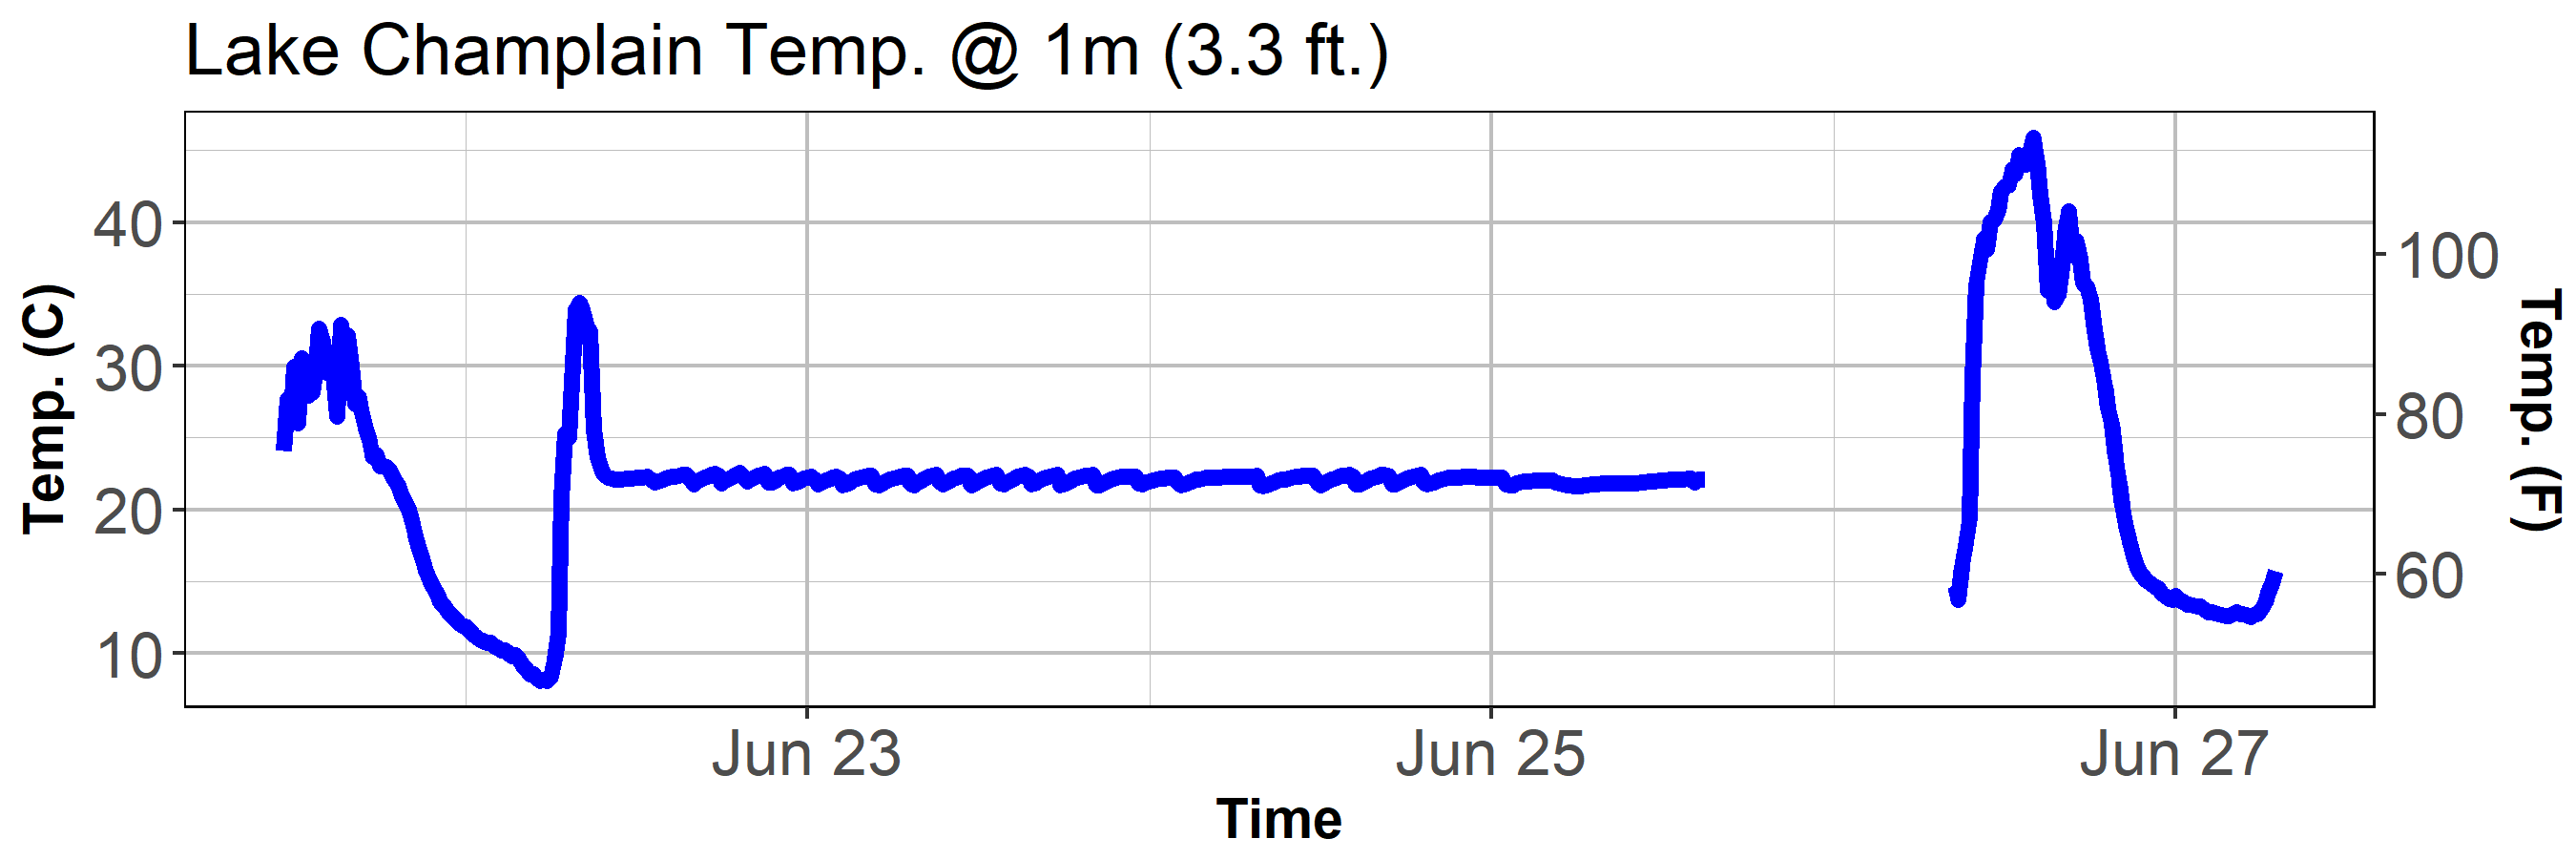 Lake Champlain Temp. @ 1m (3.3 ft.)
Temp. (C)
40
30
20
10
100
80
60
Temp. (F)
Jun 23
Jun 25
Jun 27
Time